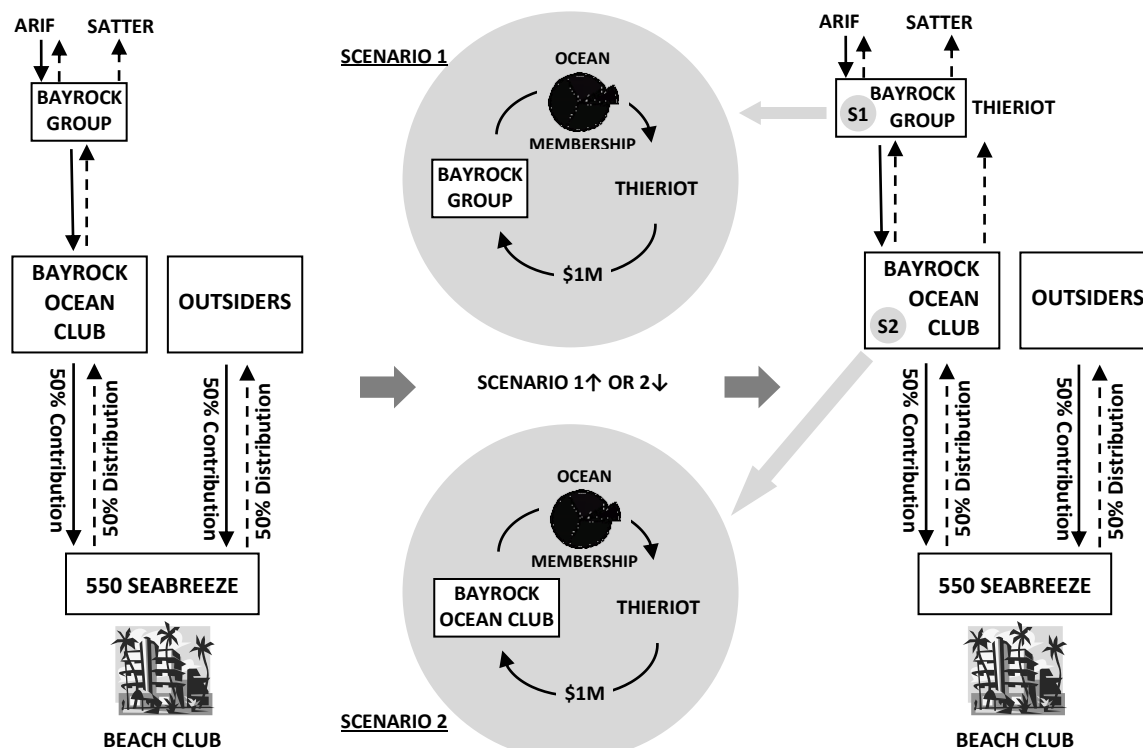 ARIF
SATTER
BAYROCK
GROUP
BAYROCK
OCEAN
CLUB
OUTSIDERS
50% Contribution
50% Distribution
50% Contribution
50% Distribution
550 SEABREEZE
BEACH CLUB
SCENARIO 1
OCEAN
MEMBERSHIP
BAYROCK
GROUP
THIERIOT
$1M
SCENARIO 1↑ OR 2↓
OCEAN
MEMBERSHIP
BAYROCK
OCEAN CLUB
THIERIOT
$1M
SCENARIO 2
ARIF
SATTER
S1
BAYROCK
GROUP
THIERIOT
BAYROCK
OCEAN
CLUB
S2
OUTSIDERS
50% Contribution
50% Distribution
50% Contribution
50% Distribution
550 SEABREEZE
BEACH CLUB